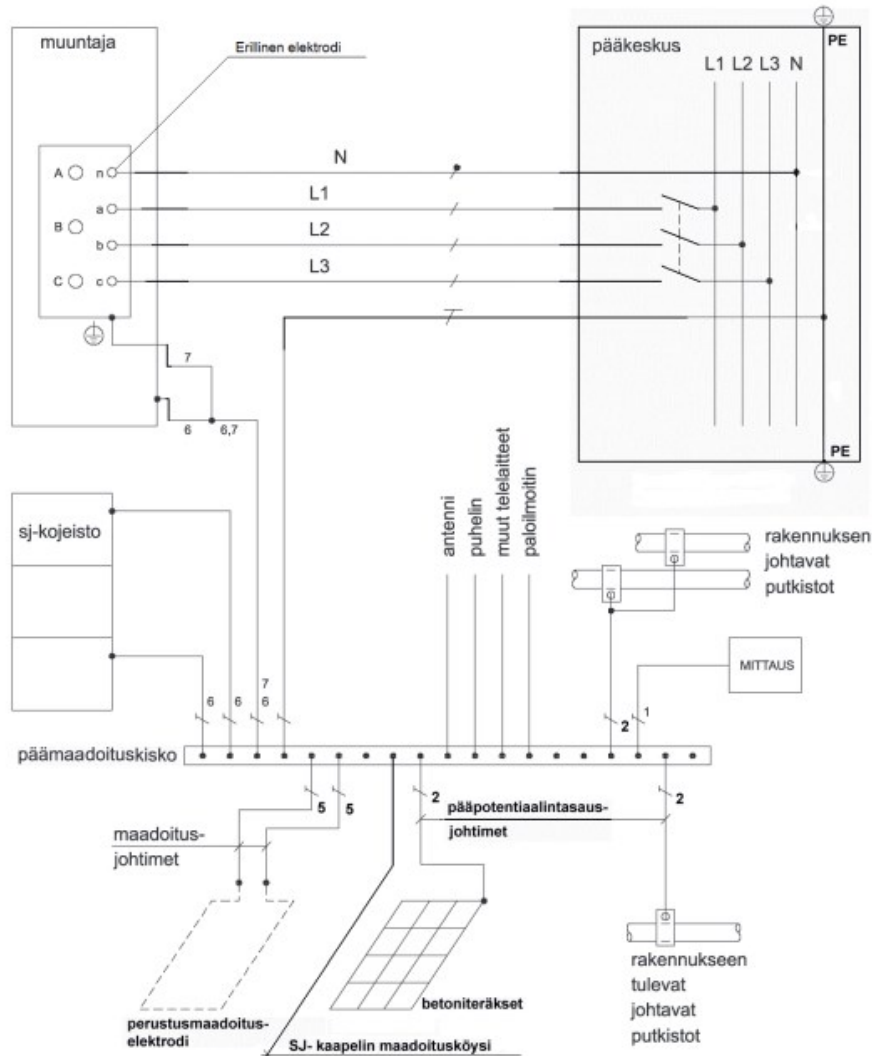 muuntaja
Erillinen elektrodi
pääkeskus
PE
L1 L2 L3 N
N
A n
a
L1
B
L2
b
L3
C c
7
6 6,7
PE
sj-kojeisto
antenni
puhelin
muut telelaitteet
paloilmoitin
rakennuksen
johtavat
putkistot
MITTAUS
7
6 6 6
2 1
päämaadoituskisko
5 5 2 2
pääpotentiaalintasaus-
johtimet
maadoitus-
johtimet
perustusmaadoitus-
elektrodi
betoniteräkset
SJ- kaapelin maadoitusköysi
rakennukseen
tulevat
johtavat
putkistot